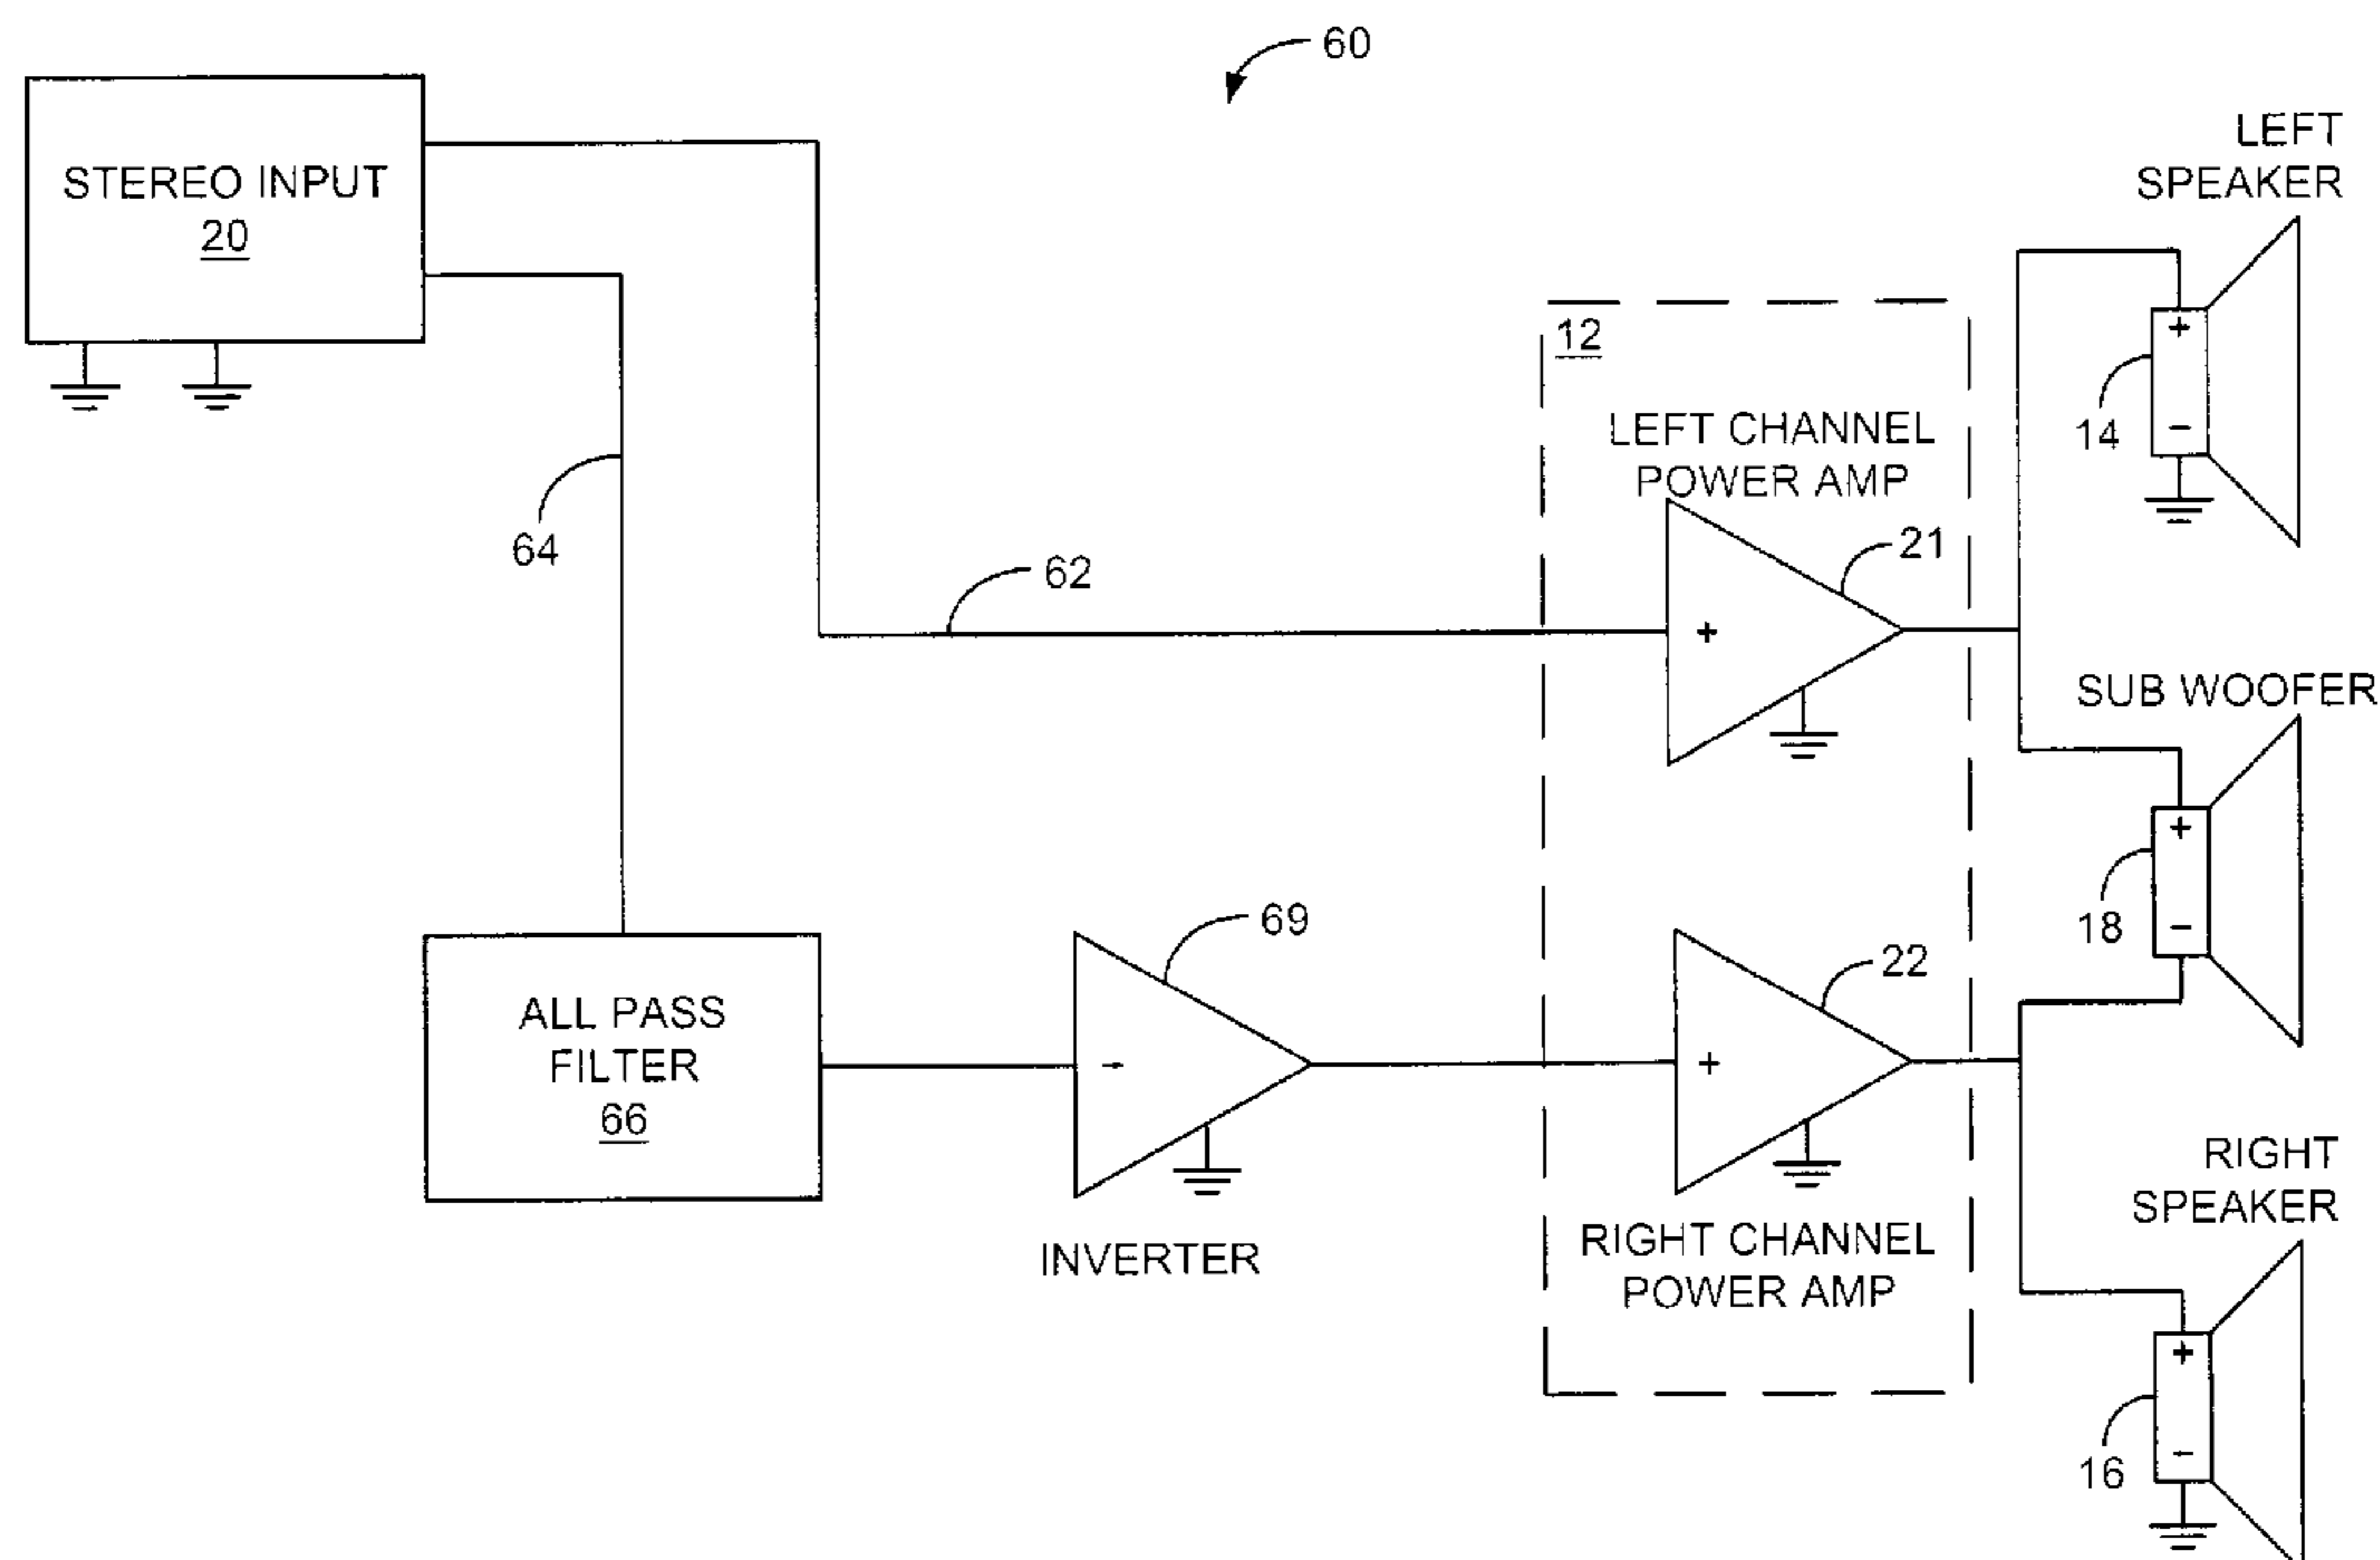 60
STEREO INPUT
20
LEFT
SPEAKER
+
14
−
12
LEFT CHANNEL
POWER AMP
21
+
64
62
SUB WOOFER
+
18
−
69
22
ALL PASS
FILTER
66
−
+
INVERTER
RIGHT CHANNEL
POWER AMP
RIGHT
SPEAKER
+
16
−